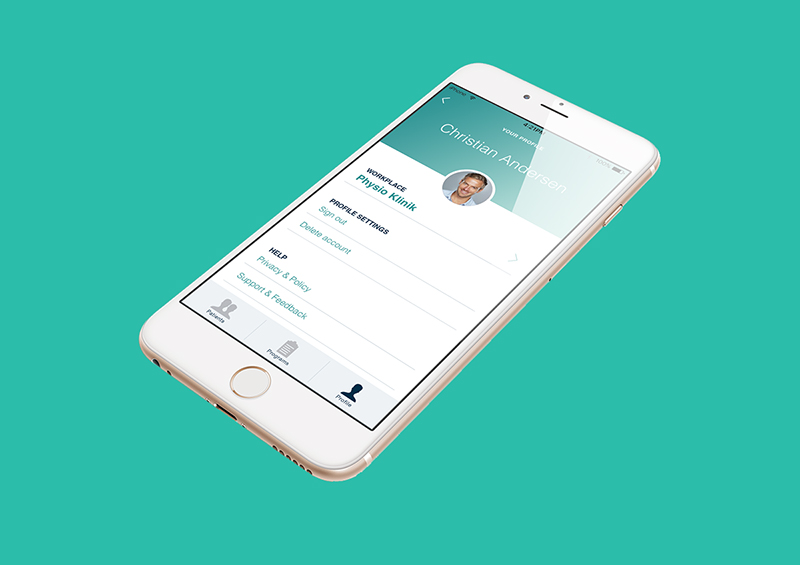 iPhone
4:21PM
100%
YOUR PROFILE
Christian Andersen
WORKPLACE
Physio Klinik
PROFILE SETTINGS
Sign out
Delete account
HELP
Privacy & Policy
Support & Feedback
Patients
Programs
Profile